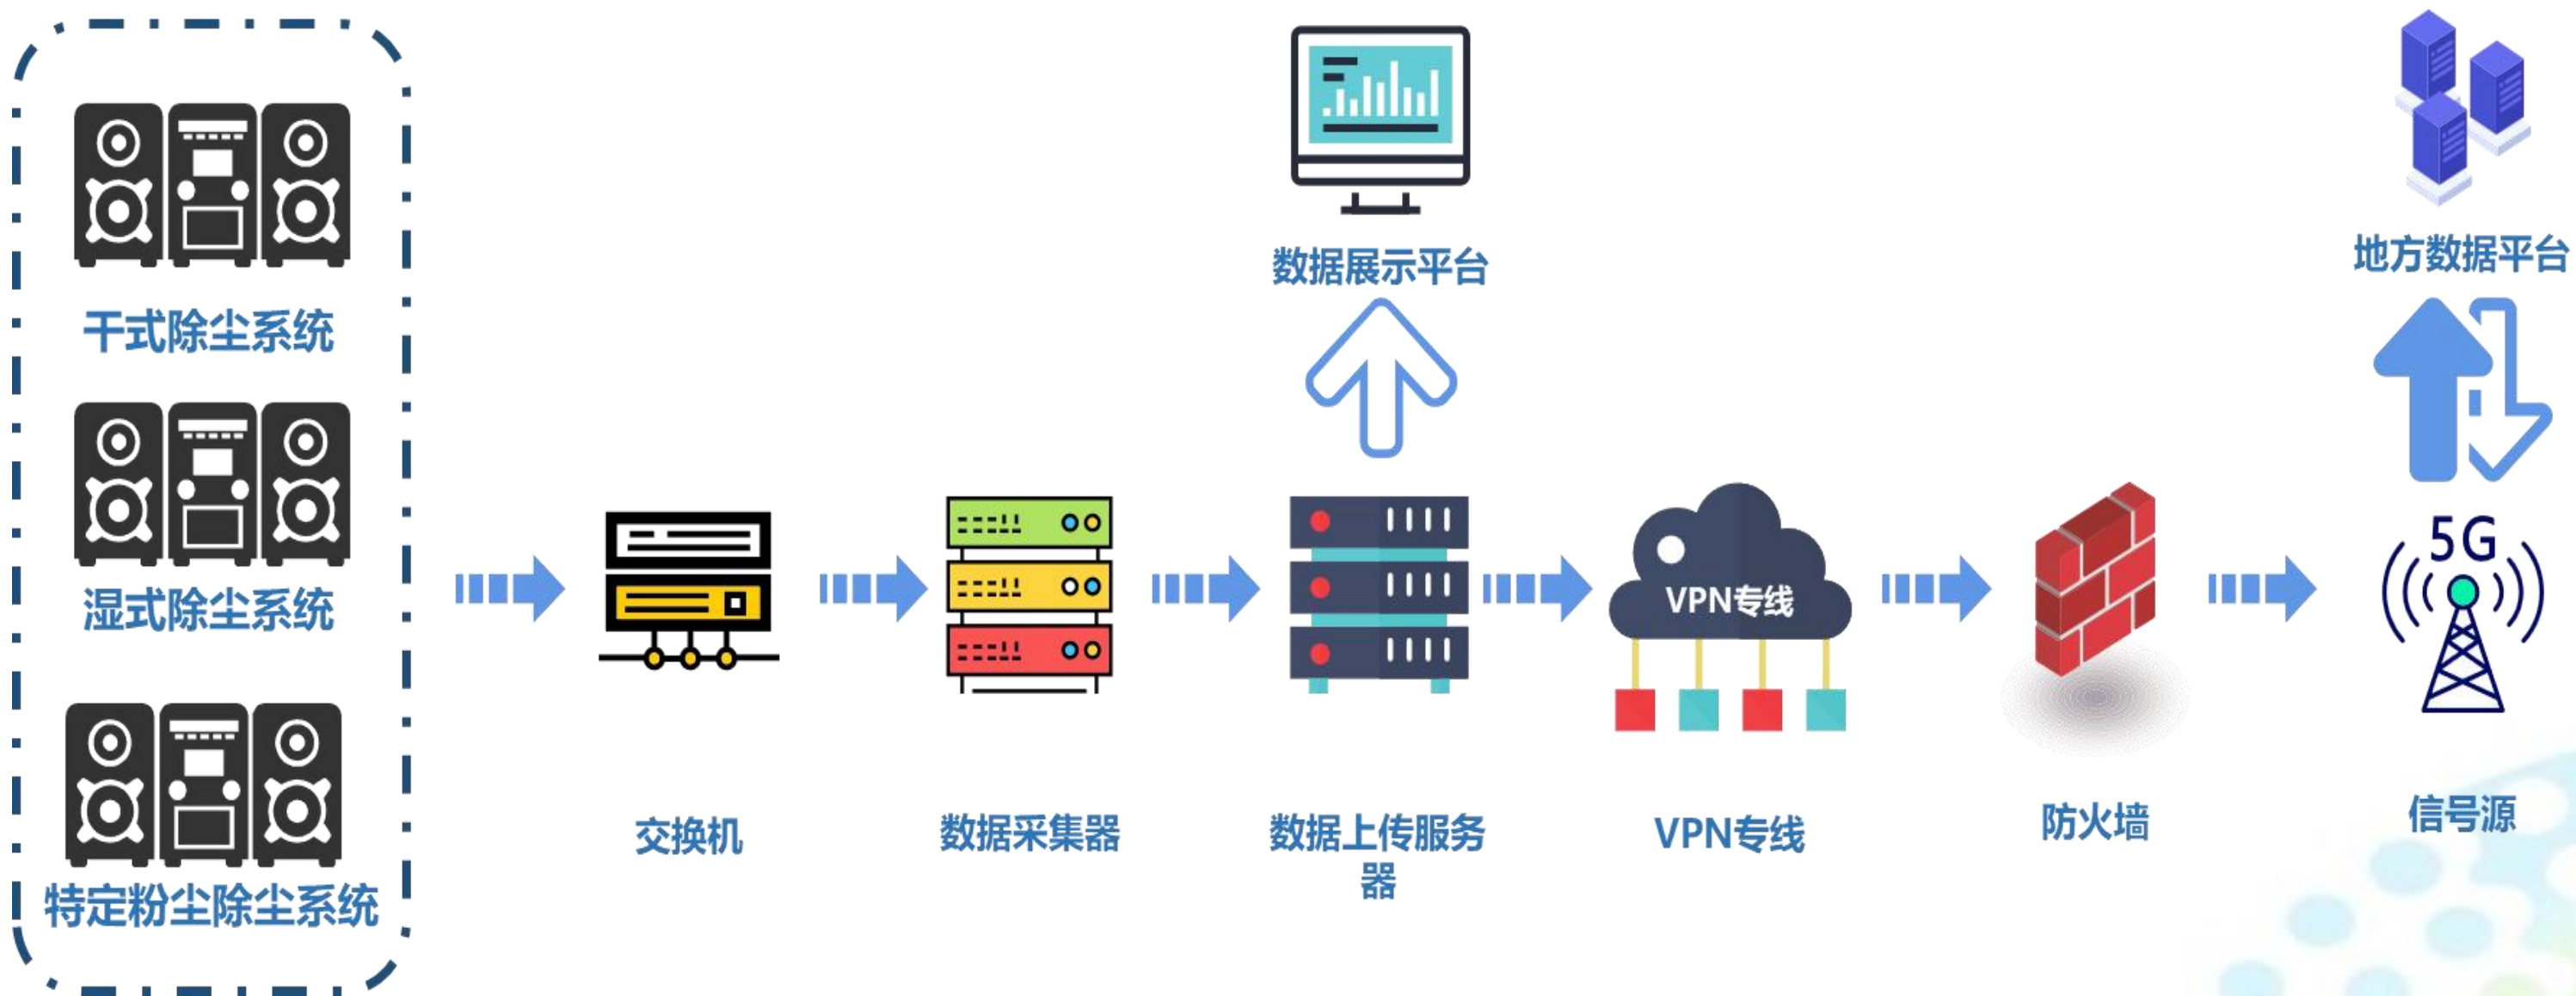 干式除尘系统
湿式除尘系统
特定粉尘除尘系统
交换机
数据采集器
数据展示平台
数据上传服务
器
VPN专线
VPN专线
防火墙
地方数据平台
5G
信号源